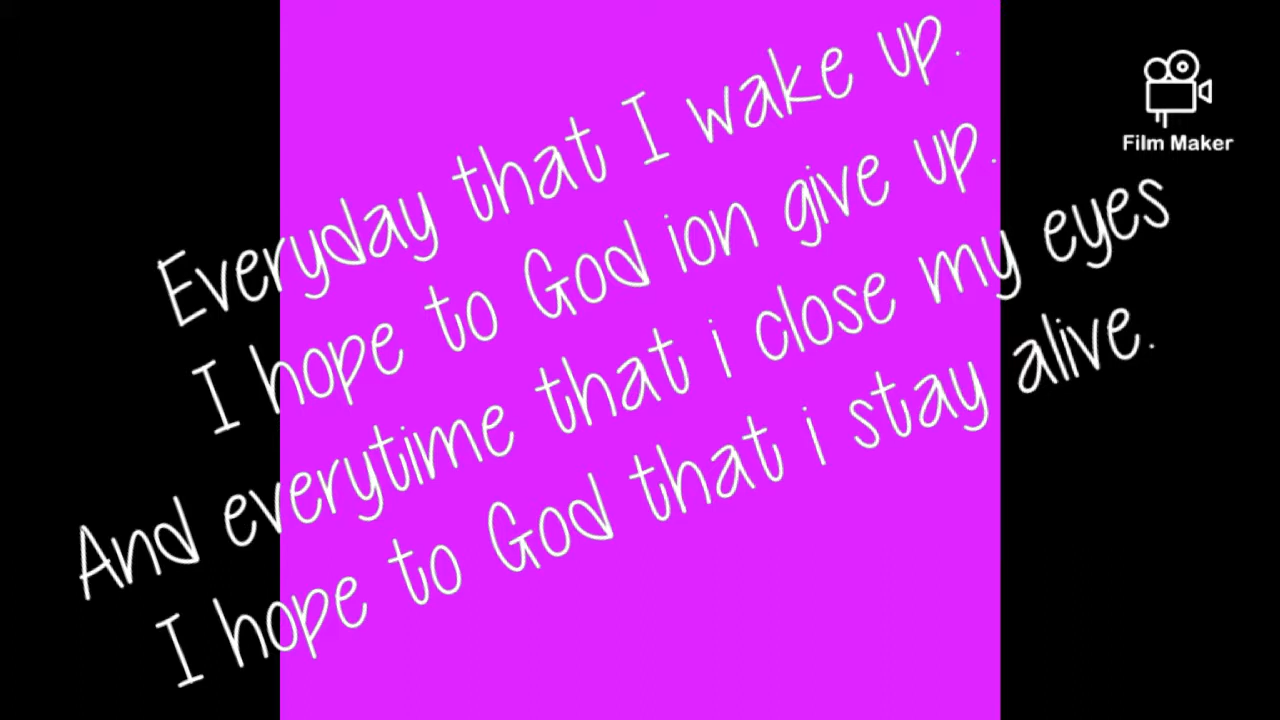 Everyday that I wake up.
I hope to God ion give up.
And everytime that i close my eyes
I hope to God that i stay alive.
Film Maker